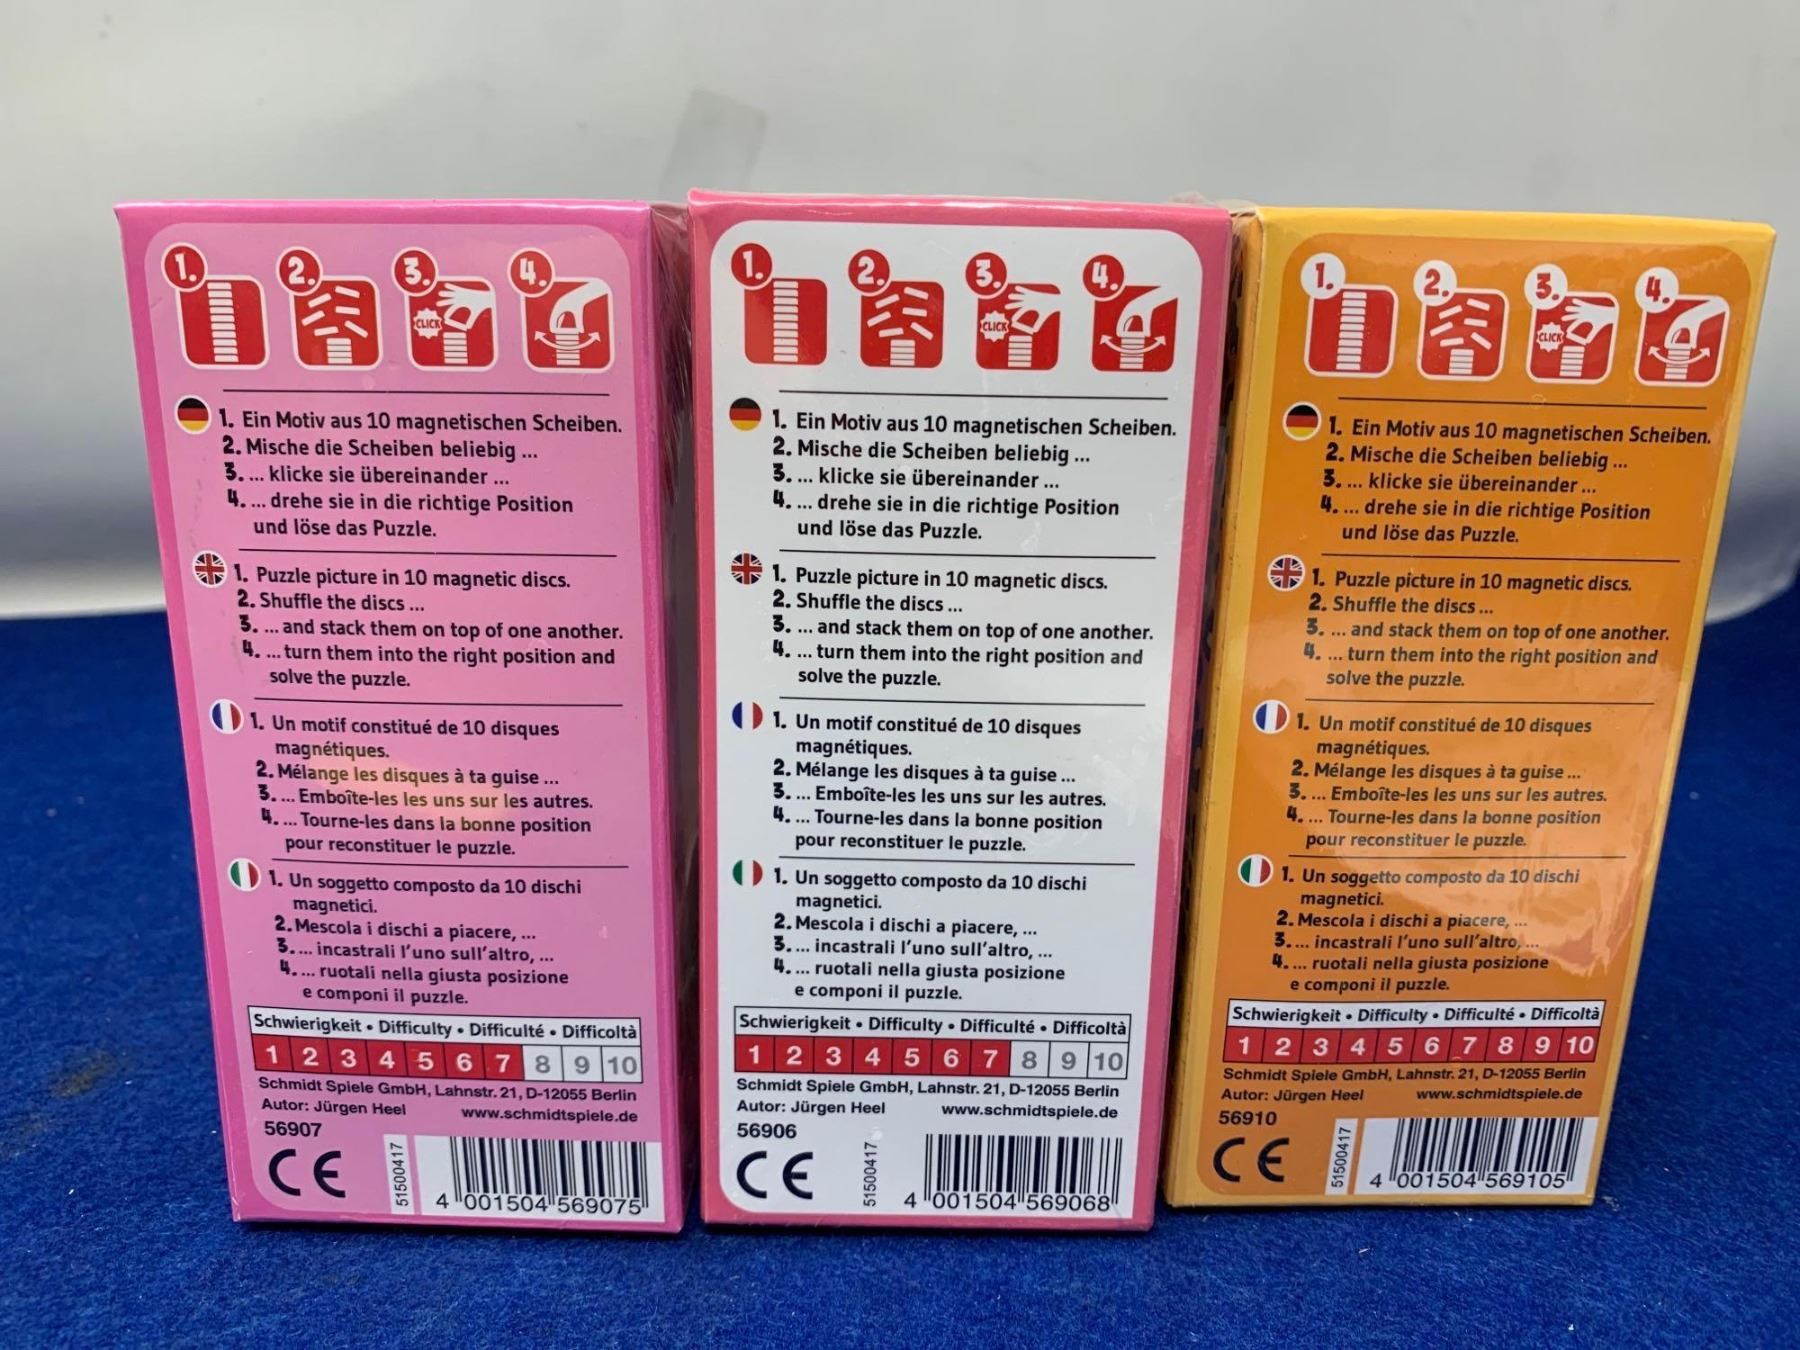 1.
2.
3.
4.
CLICK
1. Ein Motiv aus 10 magnetischen Scheiben.
2. Mische die Scheiben beliebig ...
3. ... klicke sie übereinander ...
4. ... drehe sie in die richtige Position
und löse das Puzzle.
1. Puzzle picture in 10 magnetic discs.
2. Shuffle the discs ...
3. ... and stack them on top of one another.
4. ... turn them into the right position and
solve the puzzle.
1. Un motif constitué de 10 disques
magnétiques.
2. Mélange les disques à ta guise ...
3. ... Emboîte-les les uns sur les autres.
4. ... Tourne-les dans la bonne position
pour reconstituer le puzzle.
1. Un soggetto composto da 10 dischi
magnetici.
2. Mescola i dischi a piacere, ...
3. ... incastrali l'uno sull'altro, ...
4. ... ruotali nella giusta posizione
e componi il puzzle.
Schwierigkeit • Difficulty • Difficulté • Difficoltà
1 2 3 4 5 6 7 8 9 10
Schmidt Spiele GmbH, Lahnstr. 21, D-12055 Berlin
Autor: Jürgen Heel www.schmidtspiele.de
56907
CE
51500417
4 001504 569075
1.
2.
3.
4.
CLICK
1. Ein Motiv aus 10 magnetischen Scheiben.
2. Mische die Scheiben beliebig ...
3. ... klicke sie übereinander ...
4. ... drehe sie in die richtige Position
und löse das Puzzle.
1. Puzzle picture in 10 magnetic discs.
2. Shuffle the discs ...
3. ... and stack them on top of one another.
4. ... turn them into the right position and
solve the puzzle.
1. Un motif constitué de 10 disques
magnétiques.
2. Mélange les disques à ta guise ...
3. ... Emboîte-les les uns sur les autres.
4. ... Tourne-les dans la bonne position
pour reconstituer le puzzle.
1. Un soggetto composto da 10 dischi
magnetici.
2. Mescola i dischi a piacere, ...
3. ... incastrali l'uno sull'altro, ...
4. ... ruotali nella giusta posizione
e componi il puzzle.
Schwierigkeit • Difficulty • Difficulté • Difficoltà
1 2 3 4 5 6 7 8 9 10
Schmidt Spiele GmbH, Lahnstr. 21, D-12055 Berlin
Autor: Jürgen Heel www.schmidtspiele.de
56906
CE
51500417
4 001504 569068
1.
2.
3.
4.
CLICK
1. Ein Motiv aus 10 magnetischen Scheiben.
2. Mische die Scheiben beliebig ...
3. ... klicke sie übereinander ...
4. ... drehe sie in die richtige Position
und löse das Puzzle.
1. Puzzle picture in 10 magnetic discs.
2. Shuffle the discs ...
3. ... and stack them on top of one another.
4. ... turn them into the right position and
solve the puzzle.
1. Un motif constitué de 10 disques
magnétiques.
2. Mélange les disques à ta guise ...
3. ... Emboîte-les les uns sur les autres.
4. ... Tourne-les dans la bonne position
pour reconstituer le puzzle.
1. Un soggetto composto da 10 dischi
magnetici.
2. Mescola i dischi a piacere, ...
3. ... incastrali l'uno sull'altro, ...
4. ... ruotali nella giusta posizione
e componi il puzzle.
Schwierigkeit • Difficulty • Difficulté • Difficoltà
1 2 3 4 5 6 7 8 9 10
Schmidt Spiele GmbH, Lahnstr. 21, D-12055 Berlin
Autor: Jürgen Heel www.schmidtspiele.de
56910
CE
51500417
4 001504 569105